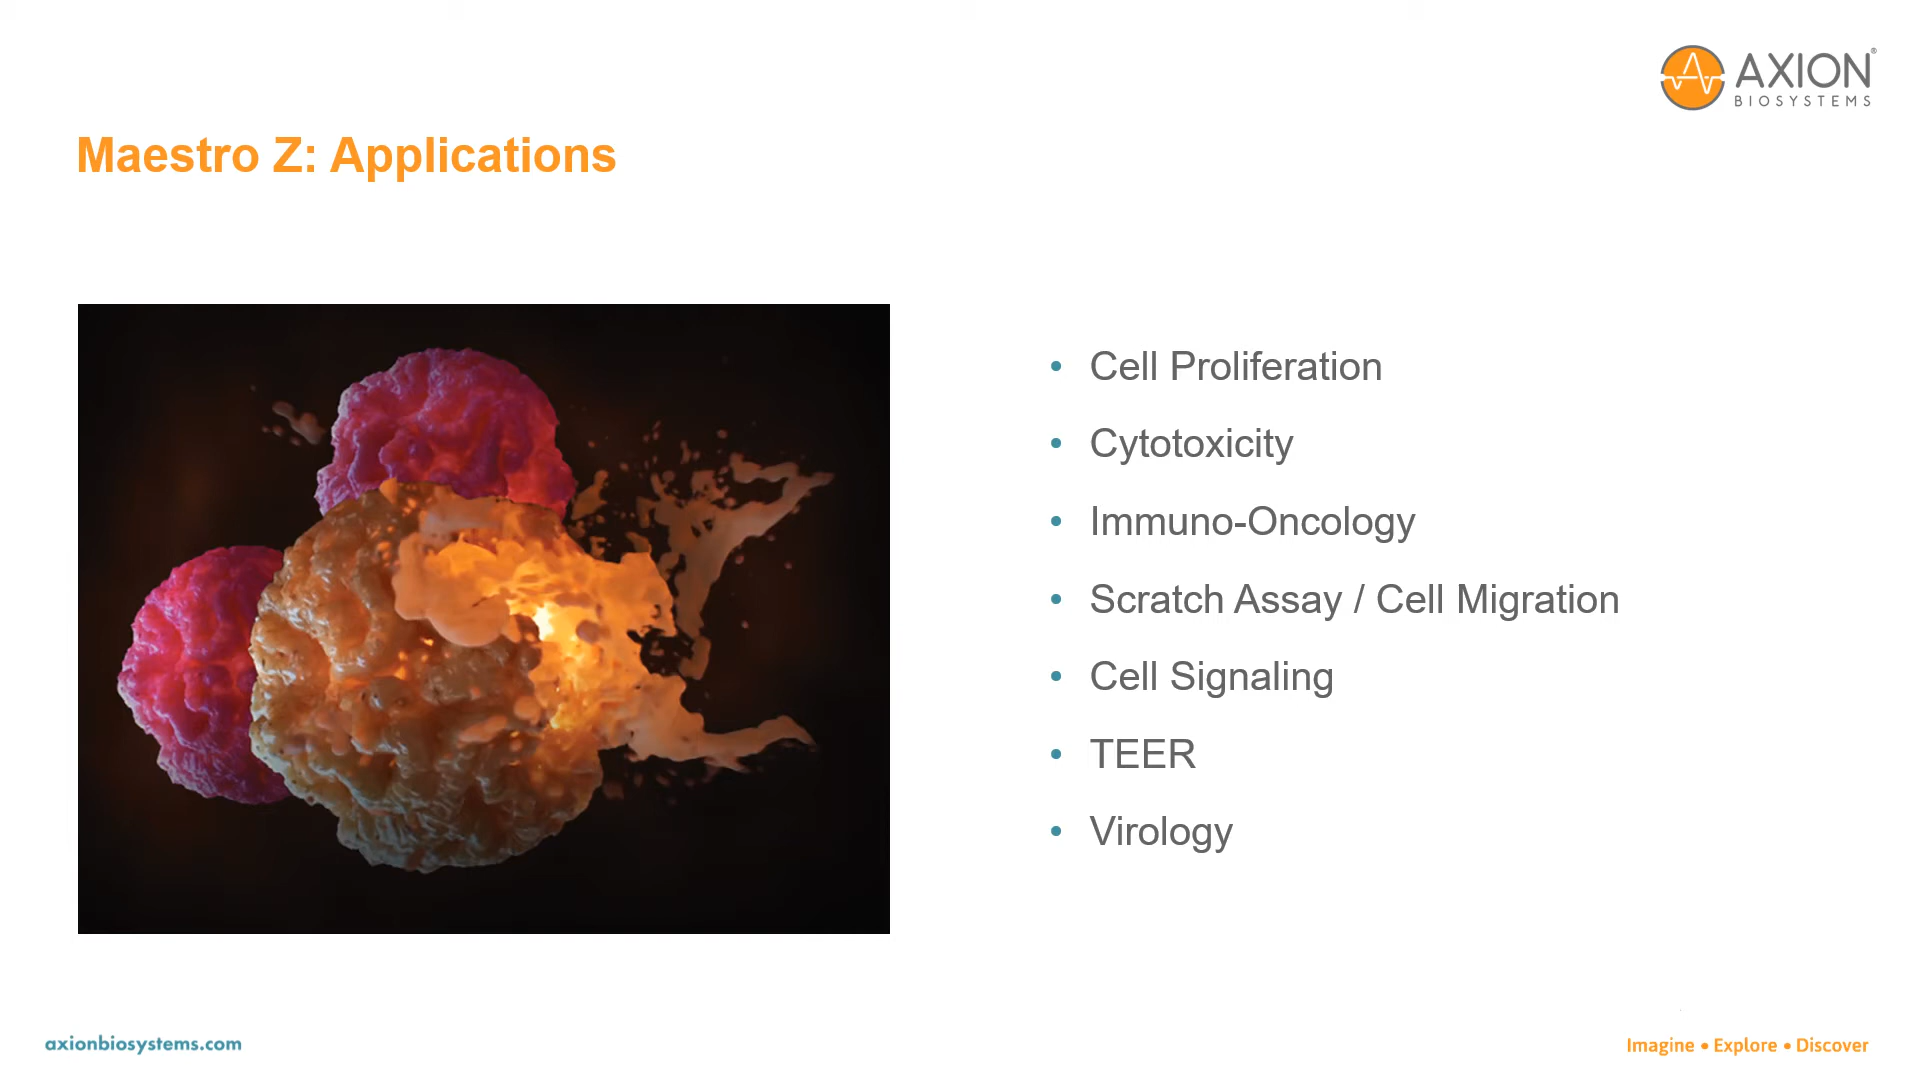 AXION®
BIOSYSTEMS
Maestro Z: Applications
• Cell Proliferation
• Cytotoxicity
• Immuno-Oncology
• Scratch Assay / Cell Migration
• Cell Signaling
• TEER
• Virology
axionbiosystems.com
Imagine • Explore • Discover